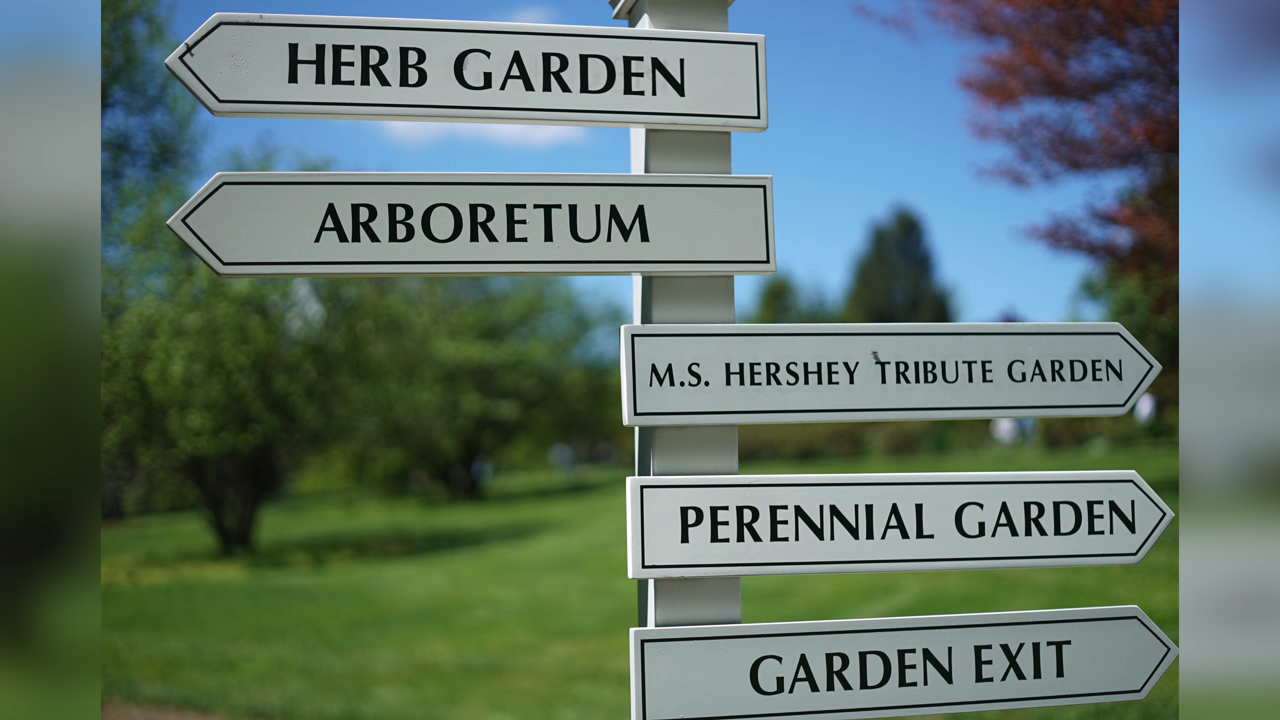 HERB GARDEN
ARBORETUM
M.S. HERSHEY TRIBUTE GARDEN
PERENNIAL GARDEN
GARDEN EXIT